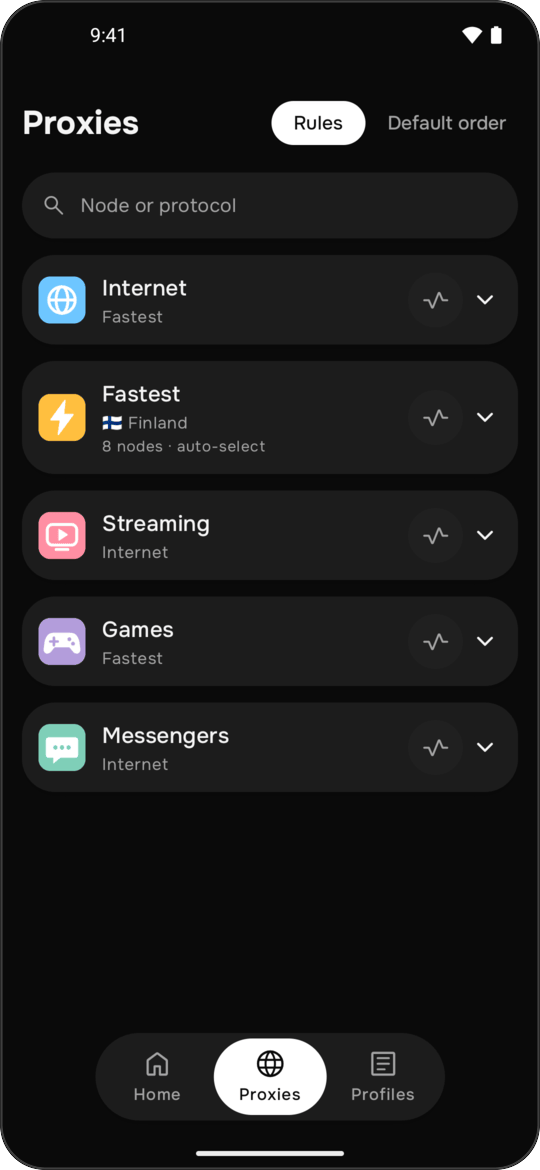 9:41
Proxies
Rules
Default order
Node or protocol
Internet
Fastest
Fastest
🇫🇮 Finland
8 nodes · auto-select
Streaming
Internet
Games
Fastest
Messengers
Internet
Home
Proxies
Profiles